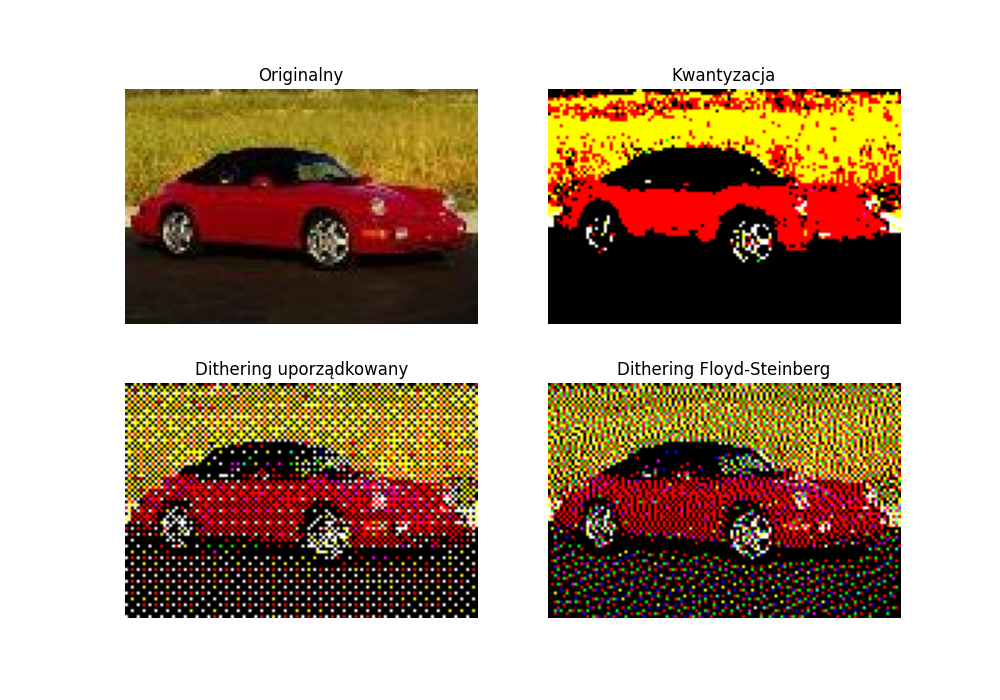 Originalny
Kwantyzacja
Dithering uporządkowany
Dithering Floyd-Steinberg